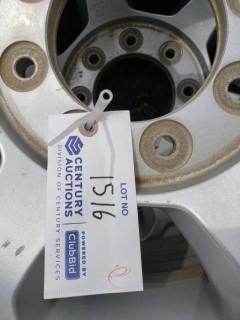 CENTURY
AUCTIONS
DIVISION OF CENTURY SERVICES
POWERED BY
ClubBid
LOT NO
1516